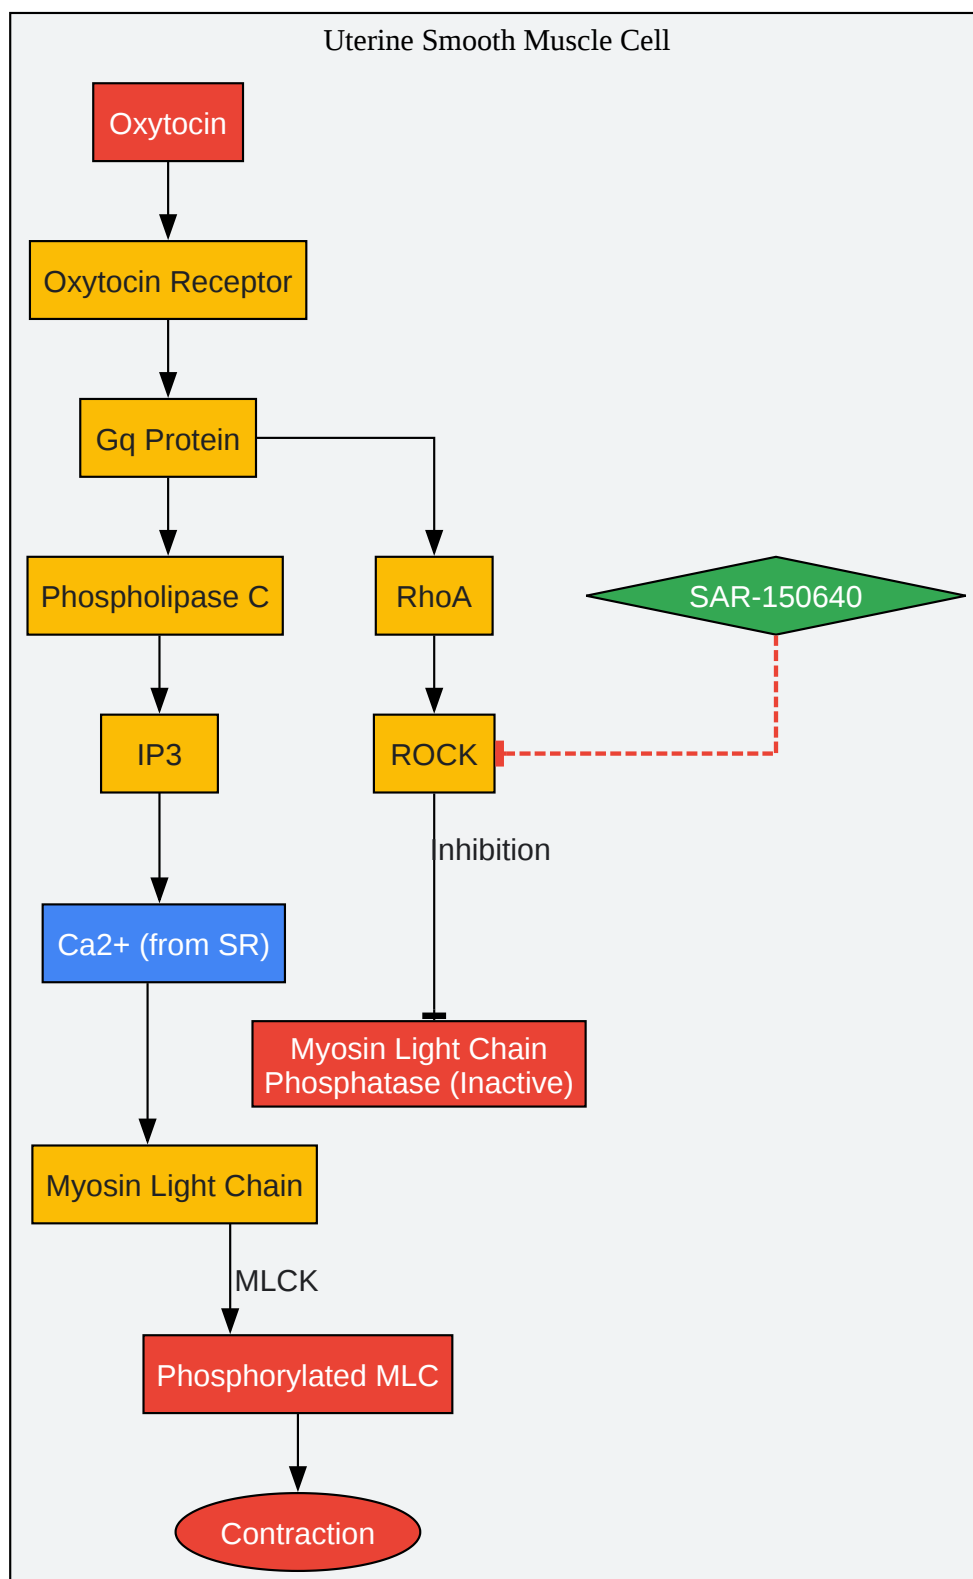 Uterine Smooth Muscle Cell
Oxytocin
Oxytocin Receptor
Gq Protein
Phospholipase C
RhoA
SAR-150640
IP3
ROCK
Inhibition
Ca2+ (from SR)
Myosin Light Chain
Phosphatase (Inactive)
Myosin Light Chain
MLCK
Phosphorylated MLC
Contraction